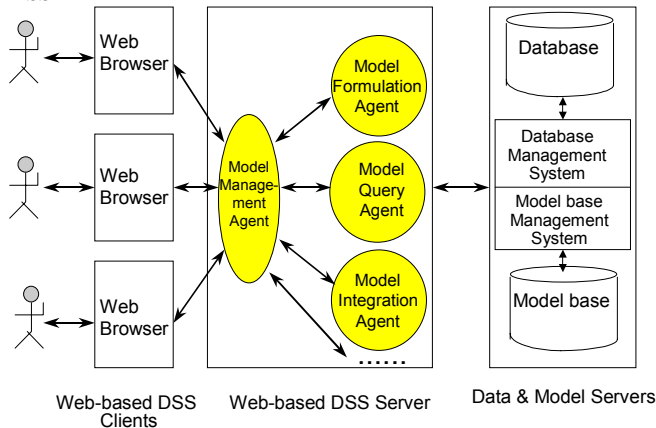 Web
Browser
Web
Browser
Web
Browser
Model
Manage-
ment
Agent
Model
Formulation
Agent
Model
Query
Agent
Model
Integration
Agent
......
Database
Database
Management
System
Model base
Management
System
Model base
Web-based DSS
Clients
Web-based DSS Server
Data & Model Servers